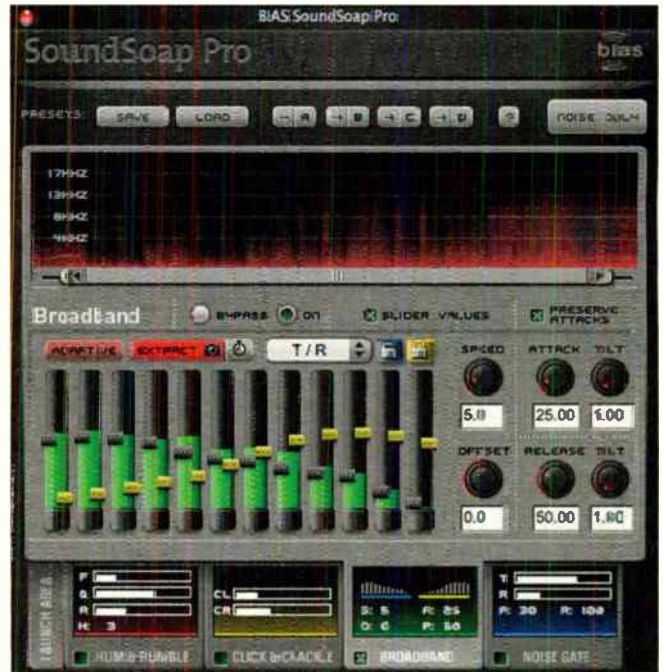 BIAS SoundSoap Pro
SoundSoap Pro
bias
PRESETS: SAVE LOAD → A → B → C → D ? NOISE ONLY
17KHZ
13KHZ
8KHZ
4KHZ
Broadband BYPASS ON SLIDER VALUES PRESERVE ATTACKS
ADAPTIVE EXTRACT T/R SPEED ATTACK TILT
5.0 25.00 1.00
OFFSET RELEASE TILT
0.0 50.00 1.00
LAUNCH AREA
F
Q
R
H: 3
HUM & RUMBLE
CL
CR
CLICK & CRACKLE
S: 5 A: 25
O: 0 R: 50
BROADBAND
T:
R
A: 30 R: 100
NOISE GATE